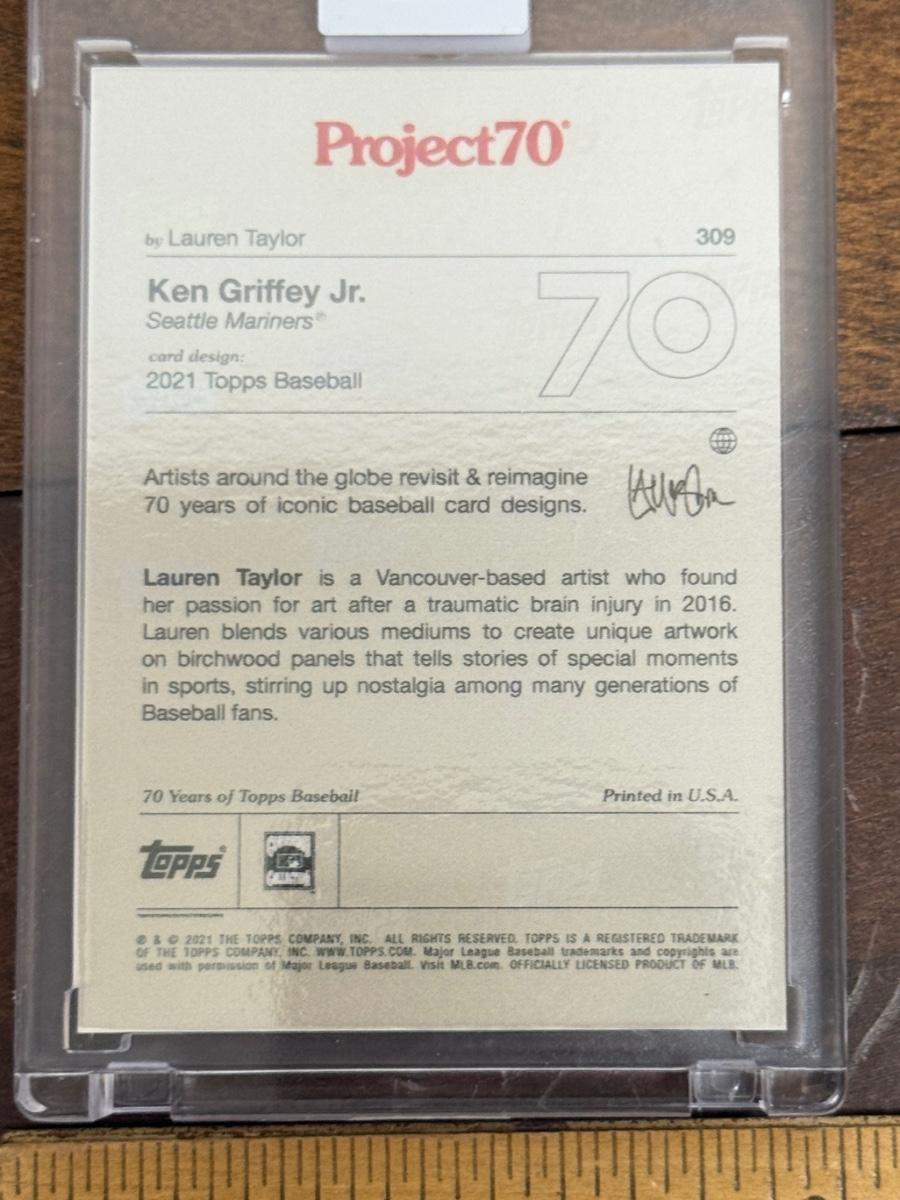 Project70®
by Lauren Taylor
309
Ken Griffey Jr.
Seattle Mariners®
70
card design:
2021 Topps Baseball
Artists around the globe revisit & reimagine
70 years of iconic baseball card designs.
Lauren Taylor is a Vancouver-based artist who found
her passion for art after a traumatic brain injury in 2016.
Lauren blends various mediums to create unique artwork
on birchwood panels that tells stories of special moments
in sports, stirring up nostalgia among many generations of
Baseball fans.
70 Years of Topps Baseball
Printed in U.S.A.
Topps®
® & © 2021 THE TOPPS COMPANY, INC. ALL RIGHTS RESERVED. TOPPS IS A REGISTERED TRADEMARK
OF THE TOPPS COMPANY, INC. WWW.TOPPS.COM. Major League Baseball trademarks and copyrights are
used with permission of Major League Baseball. Visit MLB.com. OFFICIALLY LICENSED PRODUCT OF MLB.